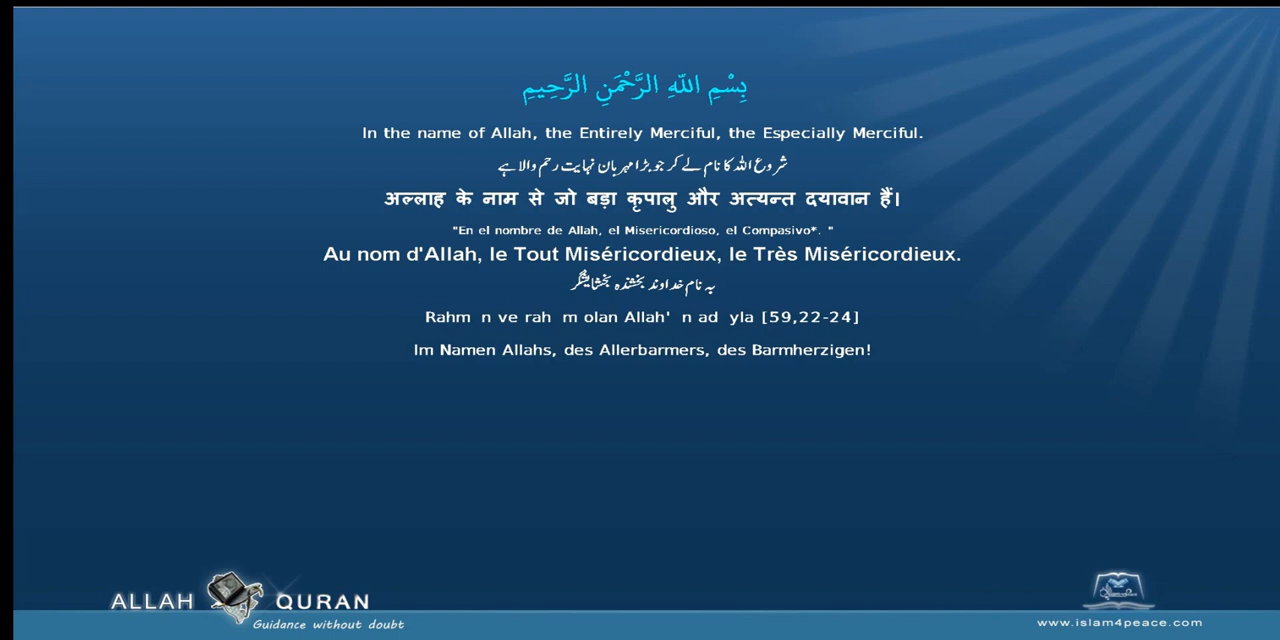 بِسْمِ اللّهِ الرَّحْمَنِ الرَّحِيمِ
In the name of Allah, the Entirely Merciful, the Especially Merciful.
شروع اللہ کا نام لے کر جو بڑا مہربان نہایت رحم والا ہے
अल्लाह के नाम से जो बड़ा कृपालु और अत्यन्त दयावान हैं।
"En el nombre de Allah, el Misericordioso, el Compasivo*. "
Au nom d'Allah, le Tout Miséricordieux, le Très Miséricordieux.
به نام خداوند بخشنده بخشایشگر
Rahm n ve rah m olan Allah' n ad yla [59,22-24]
Im Namen Allahs, des Allerbarmers, des Barmherzigen!
ALLAH QURAN
Guidance without doubt
www.islam4peace.com